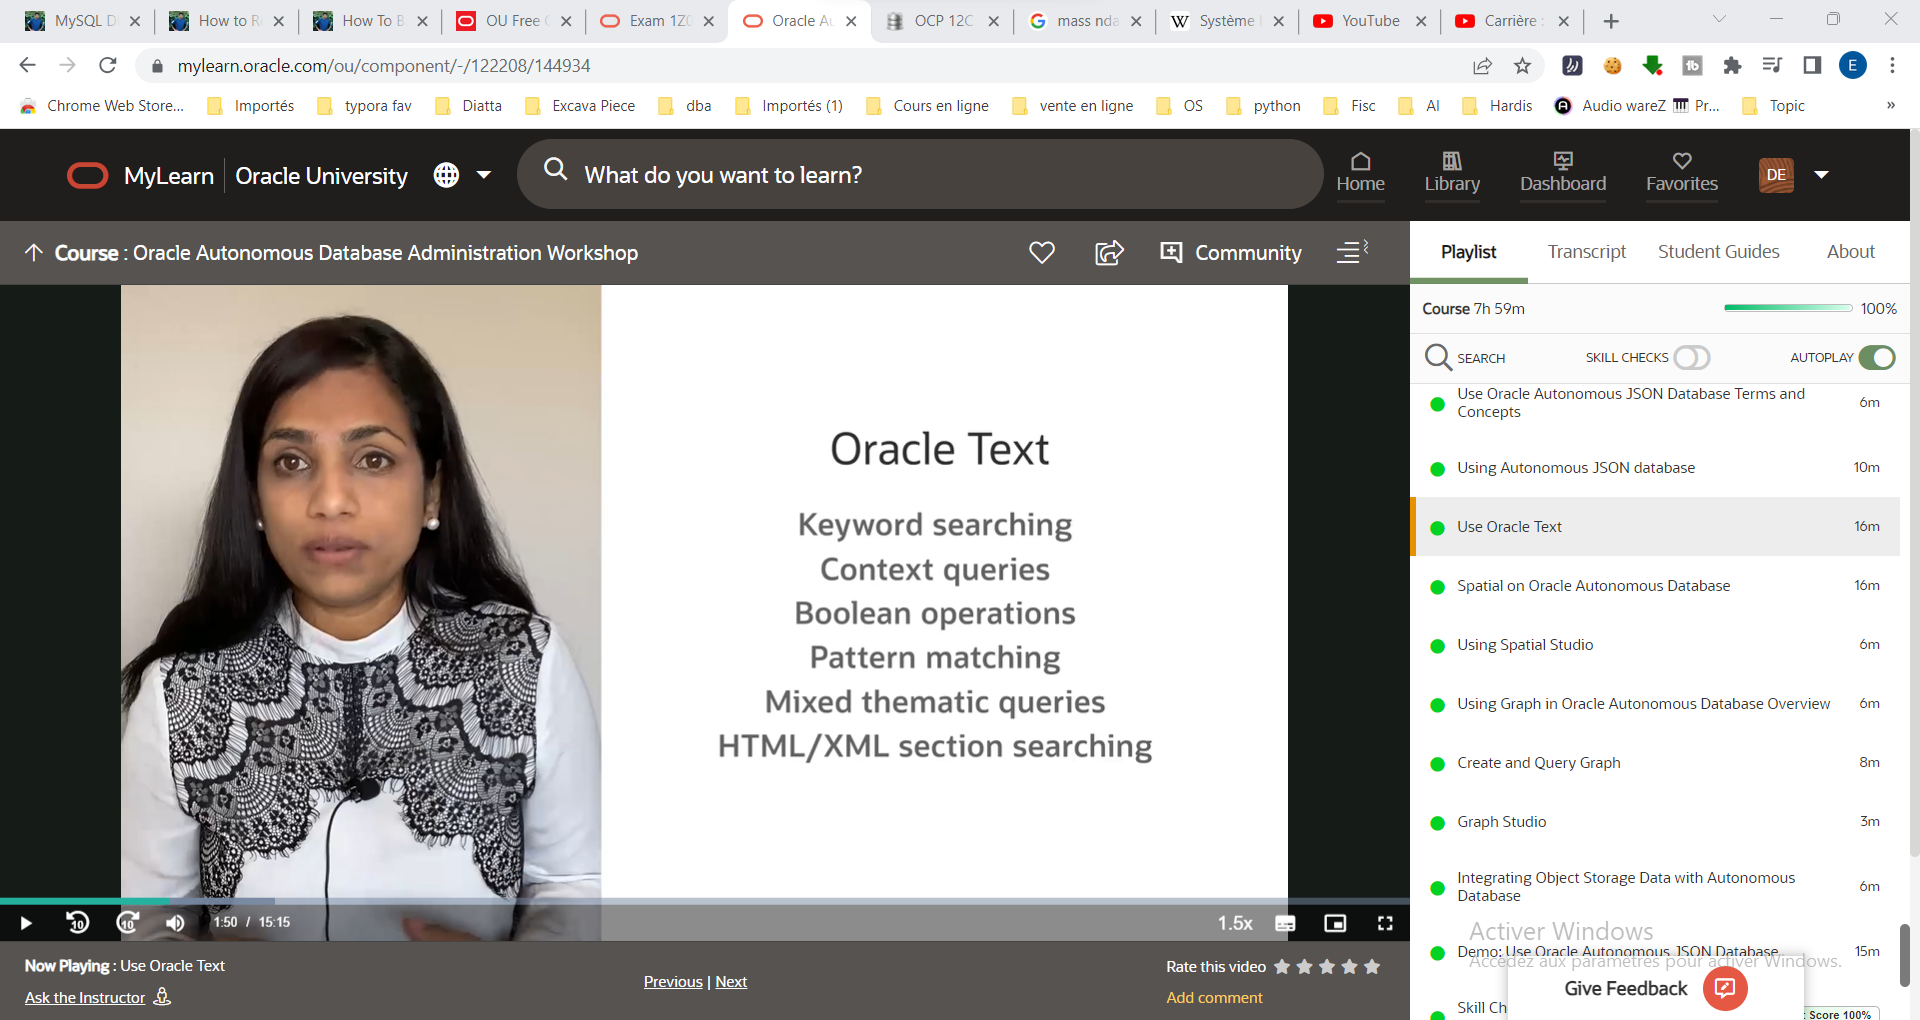 MySQL D
How to R
How To B
OU Free
Exam 1Z0
Oracle Au
OCP 12C
mass nda
Système
YouTube
Carrière :
mylearn.oracle.com/ou/component/-/122208/144934
E
Chrome Web Store...
Importés
typora fav
Diatta
Excava Piece
dba
Importés (1)
Cours en ligne
vente en ligne
OS
python
Fisc
AI
Hardis
Audio wareZ
Pr...
Topic
»
MyLearn
Oracle University
What do you want to learn?
Home
Library
Dashboard
Favorites
DE
Course : Oracle Autonomous Database Administration Workshop
Community
Oracle Text
Keyword searching
Context queries
Boolean operations
Pattern matching
Mixed thematic queries
HTML/XML section searching
10
10
1:50 / 15:15
1.5x
Now Playing : Use Oracle Text
Ask the Instructor
Previous | Next
Rate this video
Add comment
Playlist
Transcript
Student Guides
About
Course 7h 59m
100%
SEARCH
SKILL CHECKS
AUTOPLAY
Use Oracle Autonomous JSON Database Terms and
Concepts
6m
Using Autonomous JSON database
10m
Use Oracle Text
16m
Spatial on Oracle Autonomous Database
16m
Using Spatial Studio
6m
Using Graph in Oracle Autonomous Database Overview
6m
Create and Query Graph
8m
Graph Studio
3m
Integrating Object Storage Data with Autonomous
Database
6m
Activer Windows
Demo: Use Oracle Autonomous JSON Database
15m
Accédez aux paramètres pour activer Windows.
Give Feedback
Skill Ch
: Score 100%